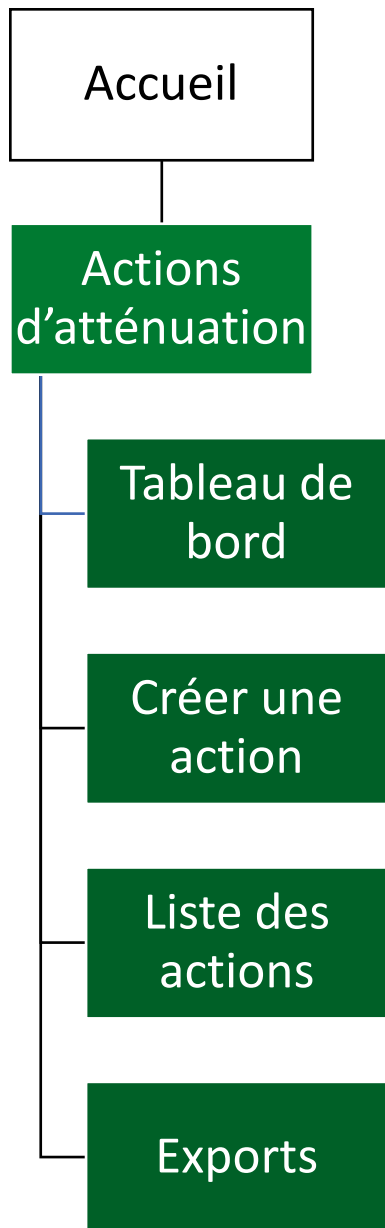 Accueil
Actions
d’atténuation
Tableau de
bord
Créer une
action
Liste des
actions
Exports